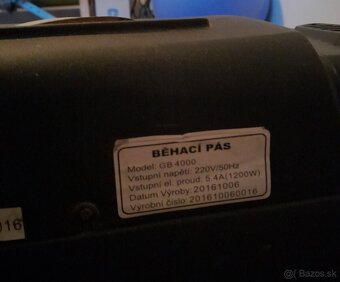 BĚHACÍ PÁS
Model: GB 4000
Vstupní napětí: 220V/50Hz
Vstupní el. proud: 5.4A(1200W)
Datum Výroby: 20161006
Výrobní číslo: 201610060016
016
Bazos.sk